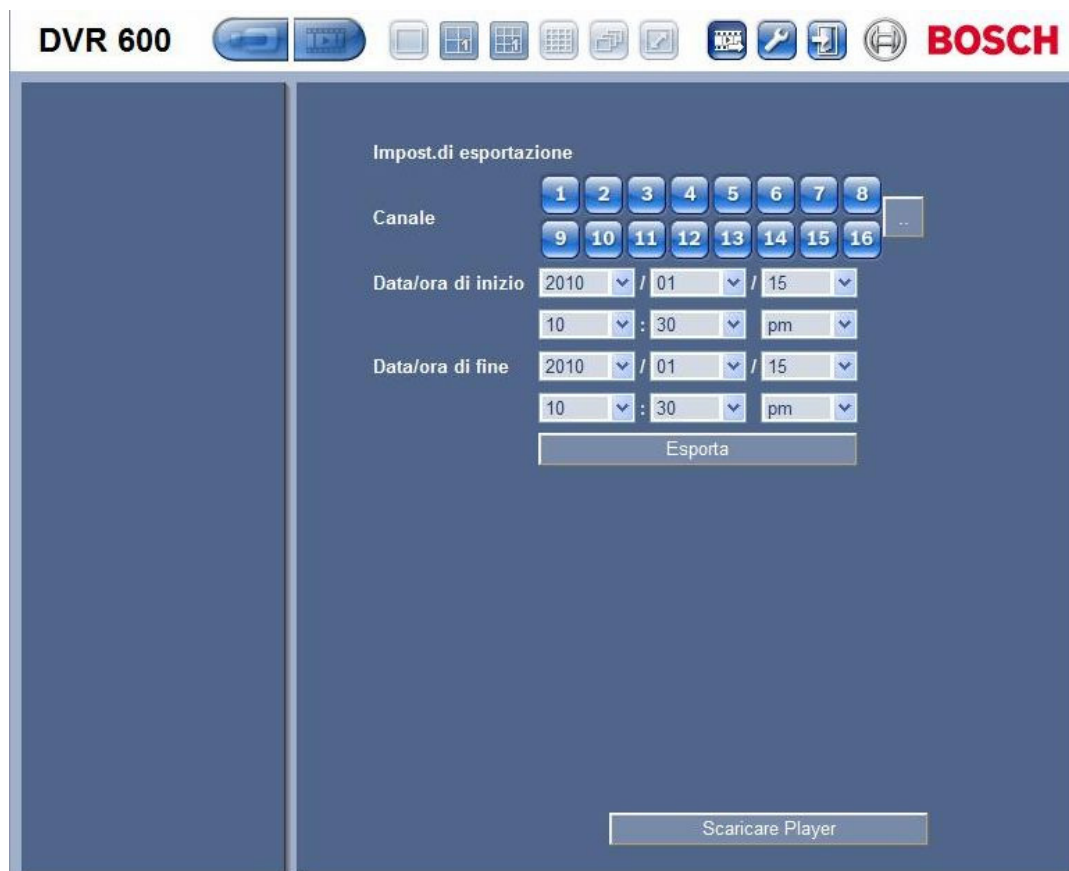 DVR 600 1 1 BOSCH
Impost.di esportazione
1 2 3 4 5 6 7 8
Canale ..
9 10 11 12 13 14 15 16
Data/ora di inizio 2010 / 01 / 15
10 : 30 pm
Data/ora di fine 2010 / 01 / 15
10 : 30 pm
Esporta
Scaricare Player